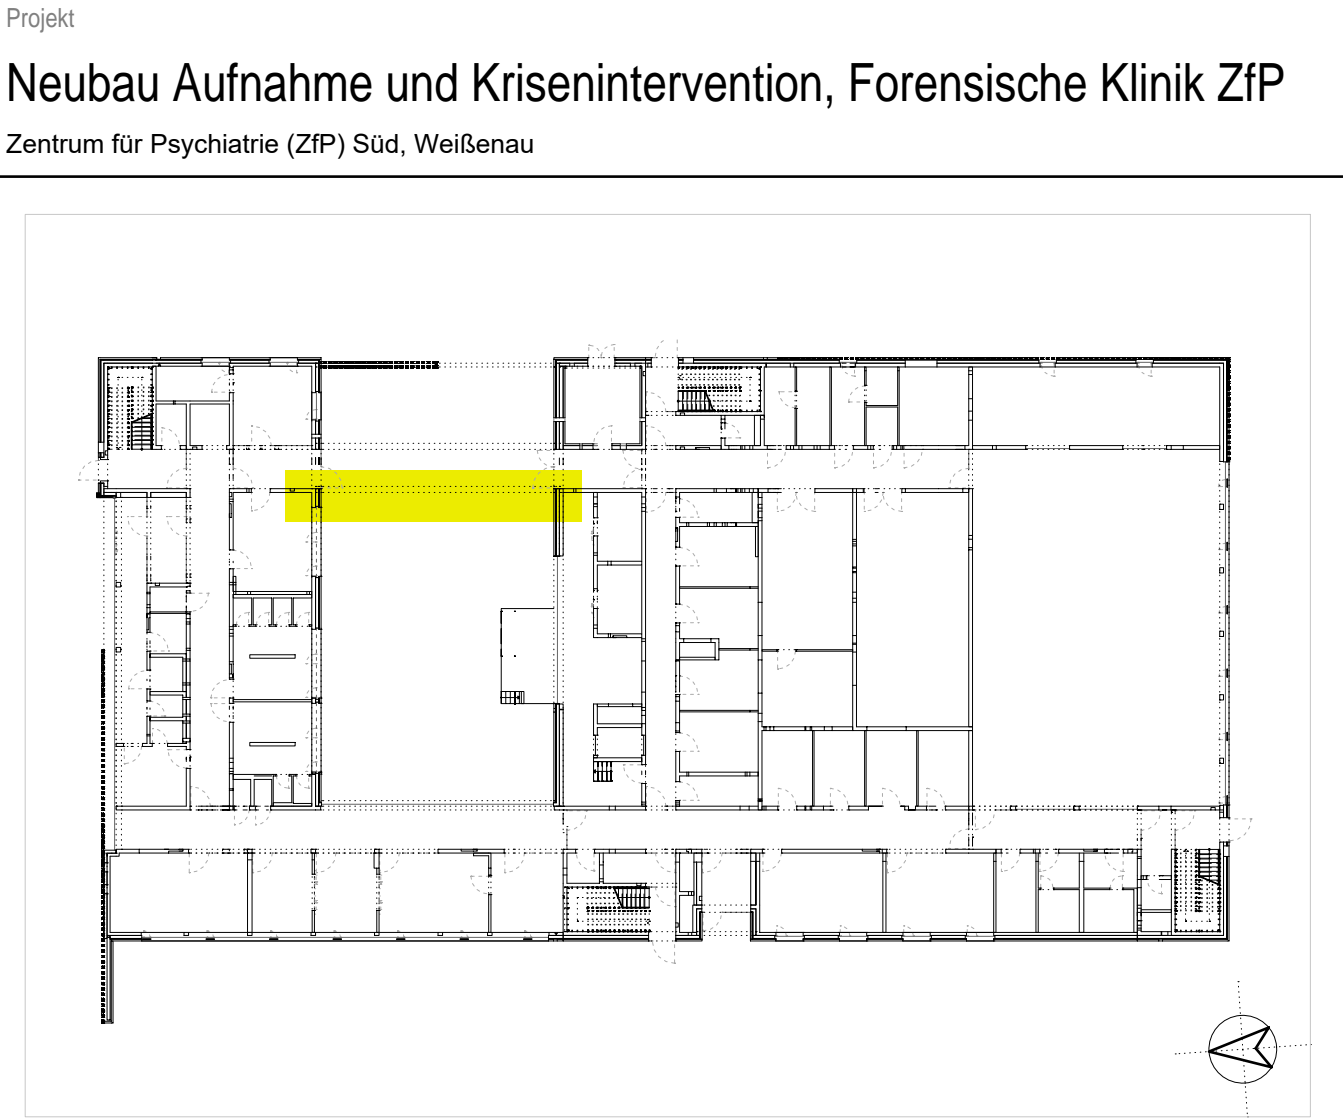 Projekt
Neubau Aufnahme und Krisenintervention, Forensische Klinik ZfP
Zentrum für Psychiatrie (ZfP) Süd, Weißenau